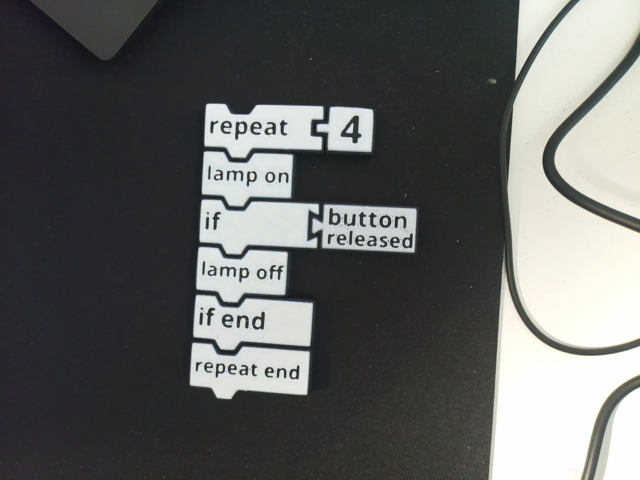 repeat 4
lamp on
if button
released
lamp off
if end
repeat end